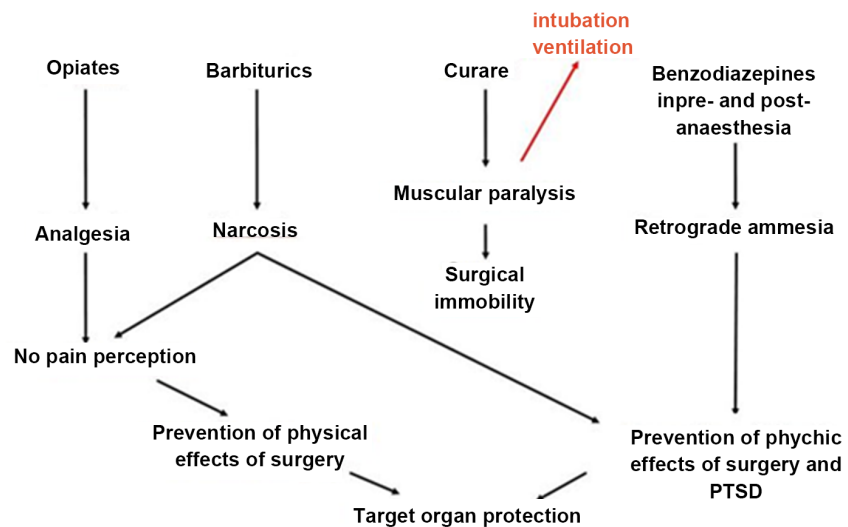 intubation
ventilation
Opiates
Barbiturics
Curare
Benzodiazepines
inpre- and post-
anaesthesia
Muscular paralysis
Analgesia
Narcosis
Retrograde ammesia
Surgical
immobility
No pain perception
Prevention of physical
effects of surgery
Prevention of phychic
effects of surgery and
PTSD
Target organ protection